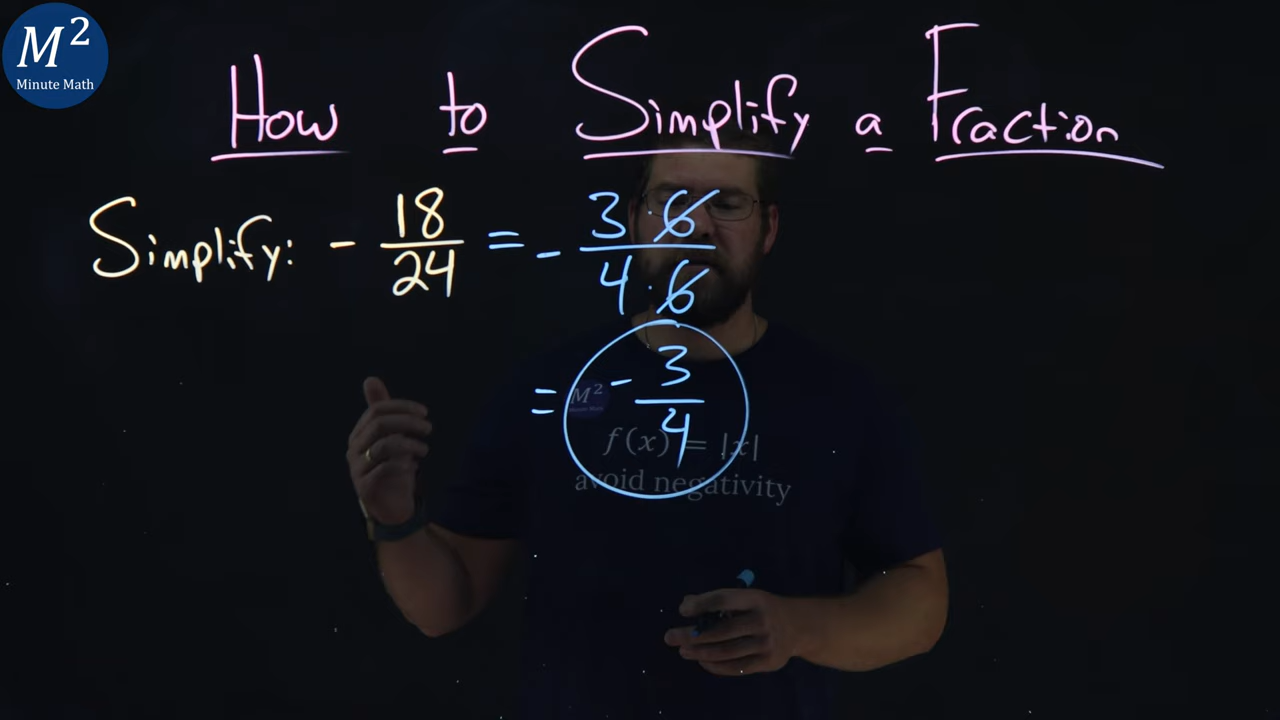 M²
Minute Math
How to Simplify a Fraction
Simplify: - 18/24 = - 3·6/4·6
= - 3/4
M²
Minute Math
f(x) = |x|
avoid negativity